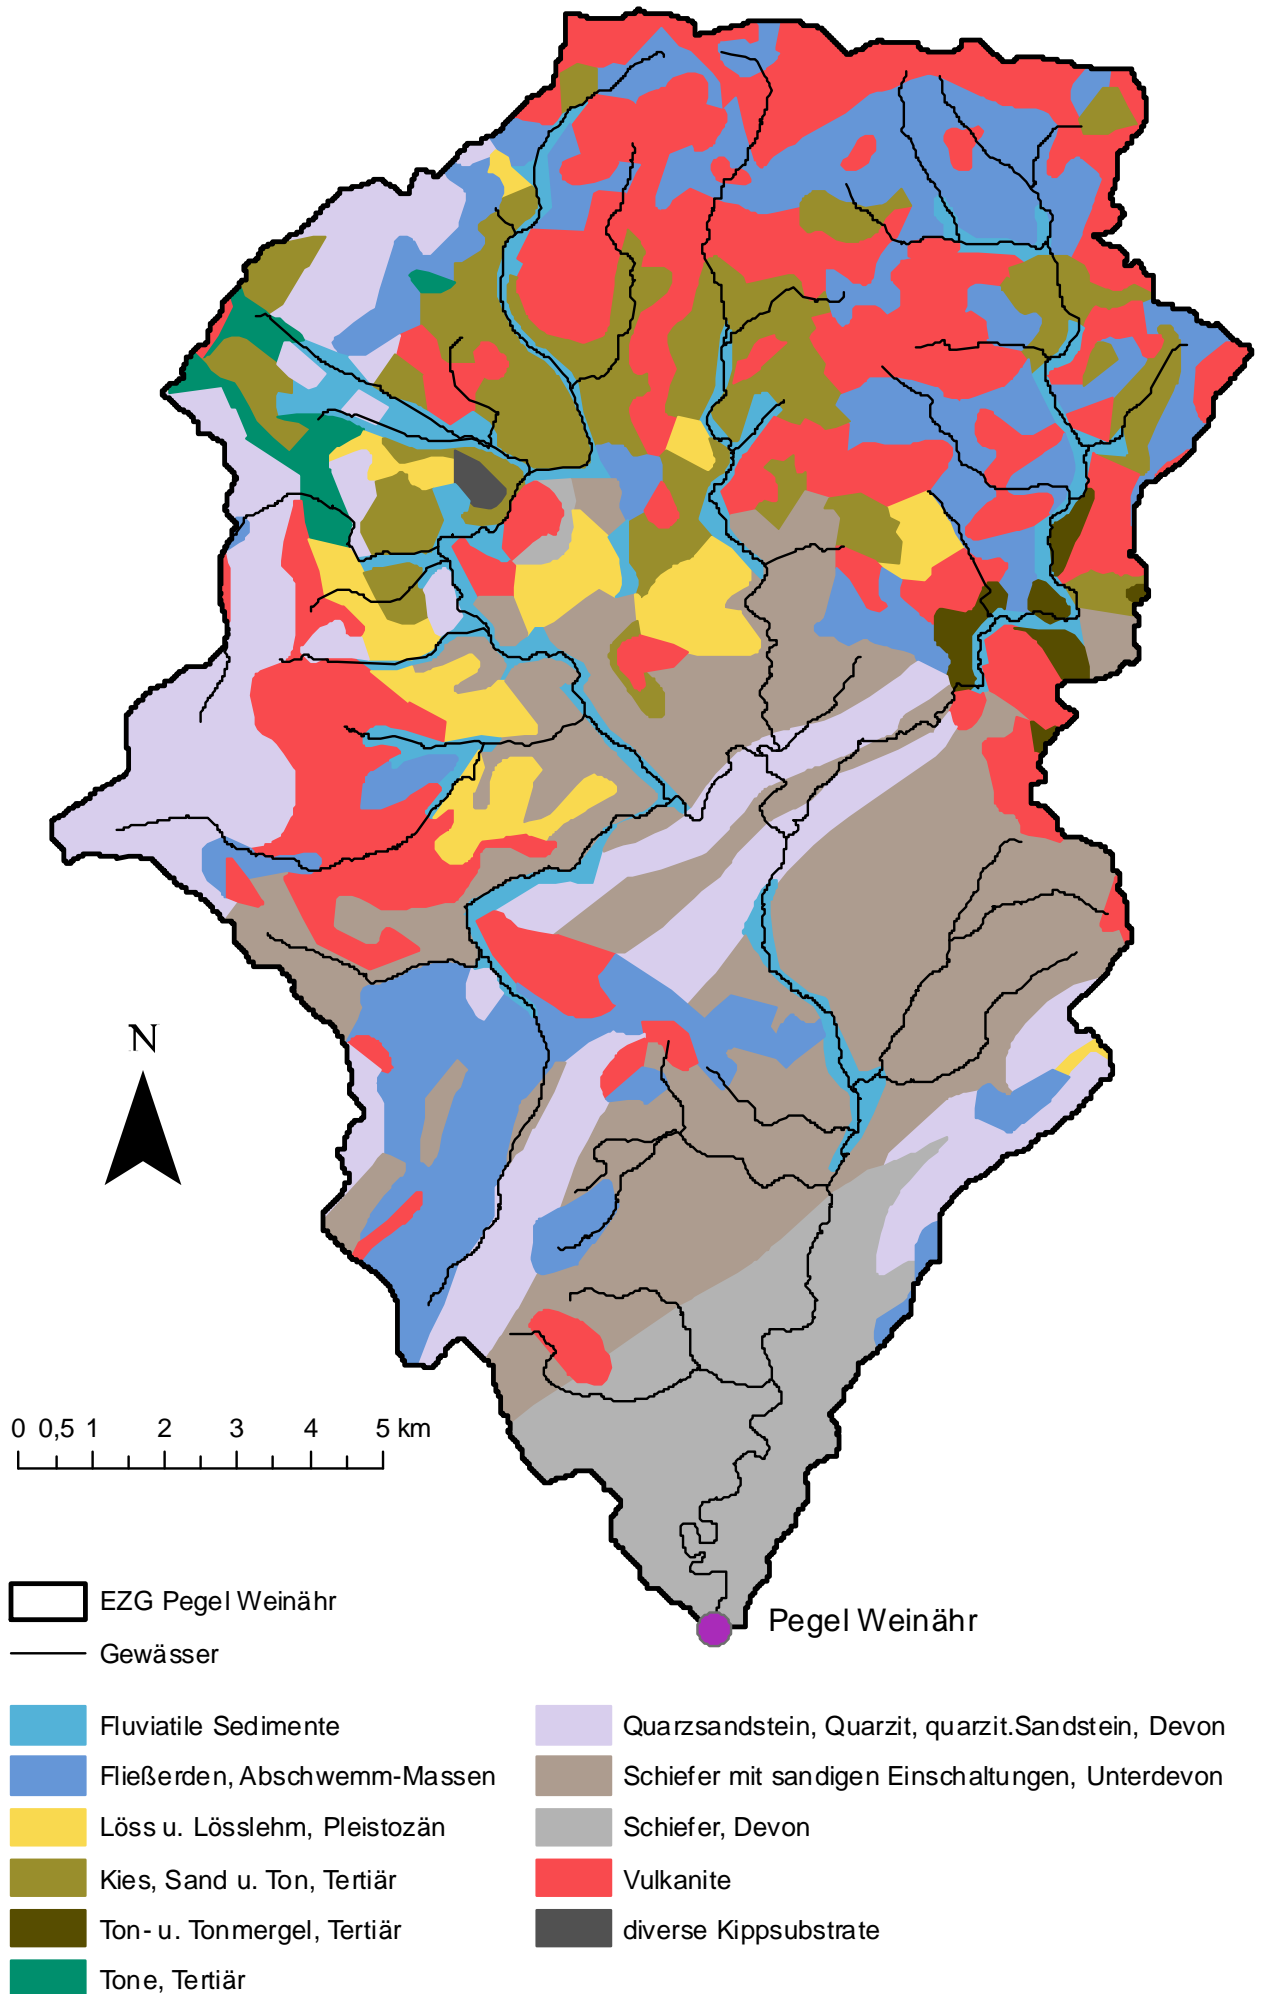 N
0 0,5 1 2 3 4 5 km
EZG Pegel Weinähr
Pegel Weinähr
Gewässer
Fluviatile Sedimente
Fließerden, Abschwemm-Massen
Löss u. Lösslehm, Pleistozän
Kies, Sand u. Ton, Tertiär
Ton- u. Tonmergel, Tertiär
Tone, Tertiär
Quarzsandstein, Quarzit, quarzit.Sandstein, Devon
Schiefer mit sandigen Einschaltungen, Unterdevon
Schiefer, Devon
Vulkanite
diverse Kippsubstrate